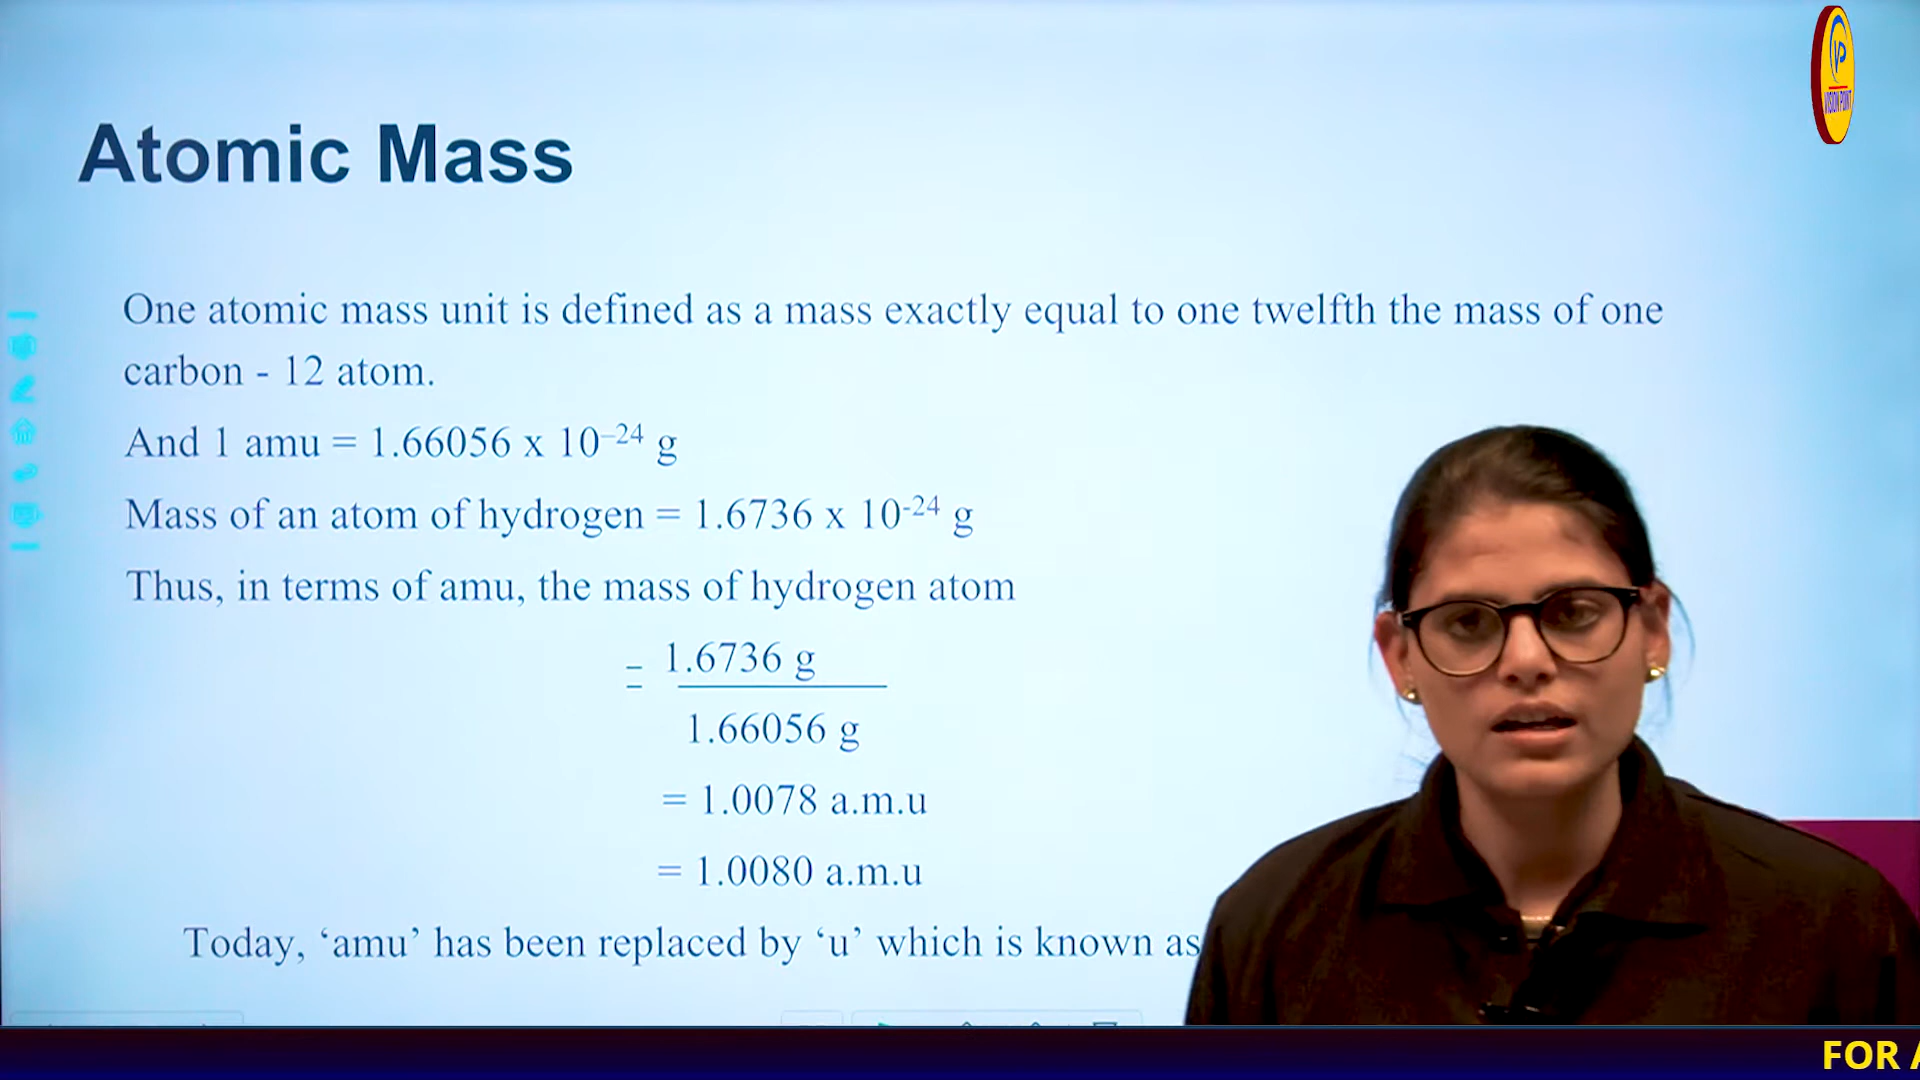 VP
VISION POINT
Atomic Mass
One atomic mass unit is defined as a mass exactly equal to one twelfth the mass of one
carbon - 12 atom.
And 1 amu = 1.66056 x 10⁻²⁴ g
Mass of an atom of hydrogen = 1.6736 x 10⁻²⁴ g
Thus, in terms of amu, the mass of hydrogen atom
= 1.6736 g
1.66056 g
= 1.0078 a.m.u
= 1.0080 a.m.u
Today, ‘amu’ has been replaced by ‘u’ which is known as
FOR